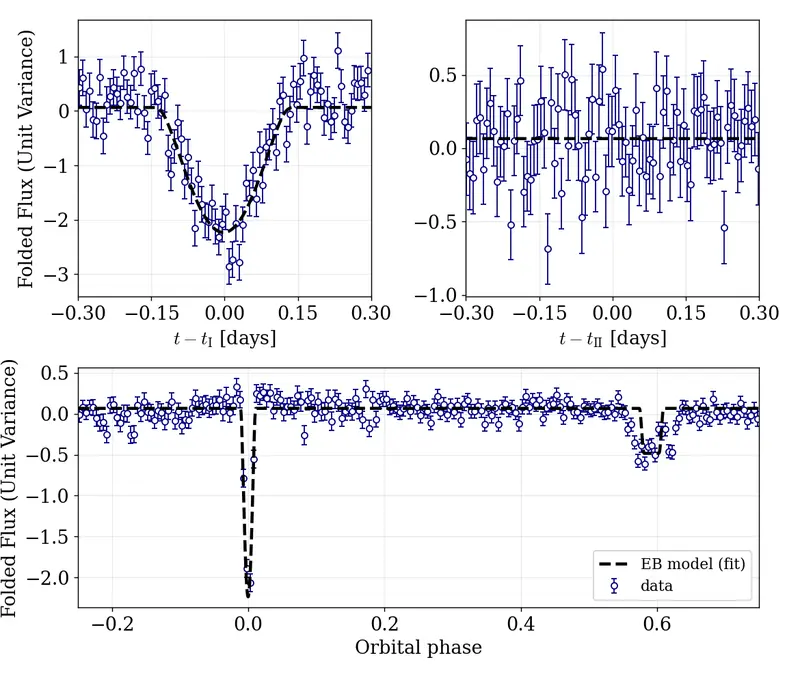 Folded Flux (Unit Variance)
1
0
−1
−2
−3
−0.30 −0.15 0.00 0.15 0.30
t − tI [days]
0.5
0.0
−0.5
−1.0
−0.30 −0.15 0.00 0.15 0.30
t − tII [days]
Folded Flux (Unit Variance)
0.5
0.0
−0.5
−1.0
−1.5
−2.0
EB model (fit)
data
−0.2 0.0 0.2 0.4 0.6
Orbital phase